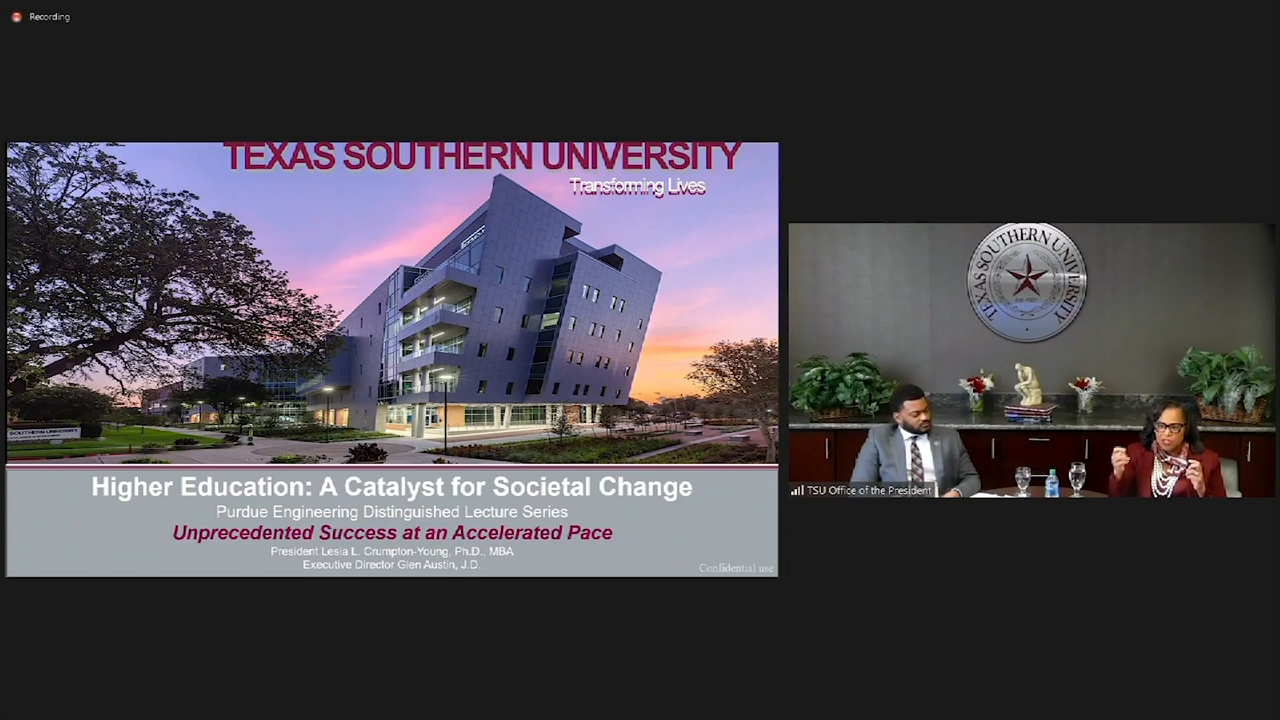 Recording
TEXAS SOUTHERN UNIVERSITY
Transforming Lives
SOUTHERN UNIVERSITY
Higher Education: A Catalyst for Societal Change
Purdue Engineering Distinguished Lecture Series
Unprecedented Success at an Accelerated Pace
President Lesia L. Crumpton-Young, Ph.D., MBA
Executive Director Glen Austin, J.D.
Confidential use
TEXAS SOUTHERN UNIVERSITY
TSU Office of the President